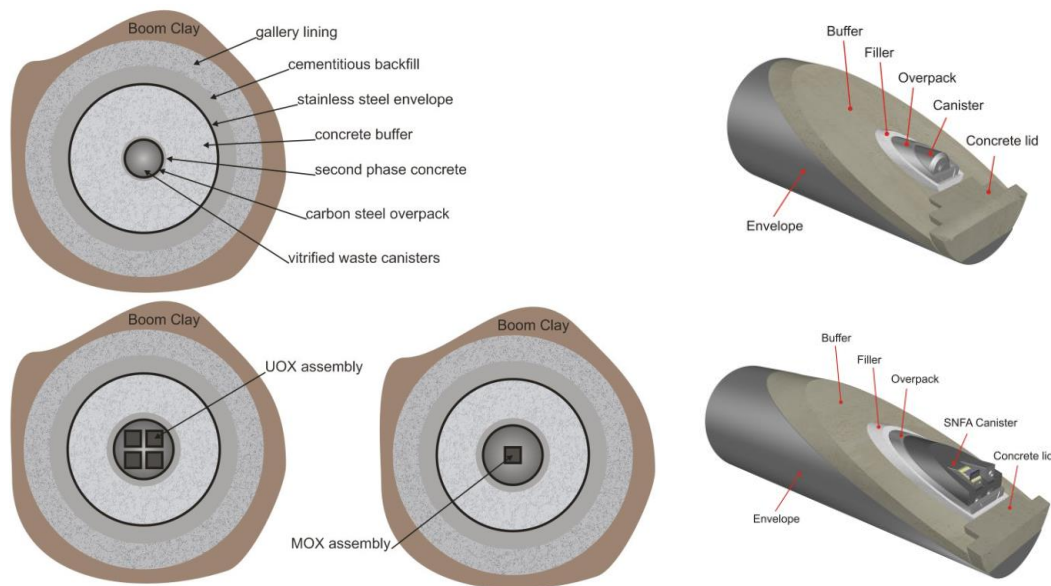 Boom Clay
gallery lining
cementitious backfill
stainless steel envelope
concrete buffer
second phase concrete
carbon steel overpack
vitrified waste canisters
Buffer
Filler
Overpack
Canister
Concrete lid
Envelope
Boom Clay
UOX assembly
MOX assembly
Boom Clay
Buffer
Filler
Overpack
SNFA Canister
Concrete lid
Envelope